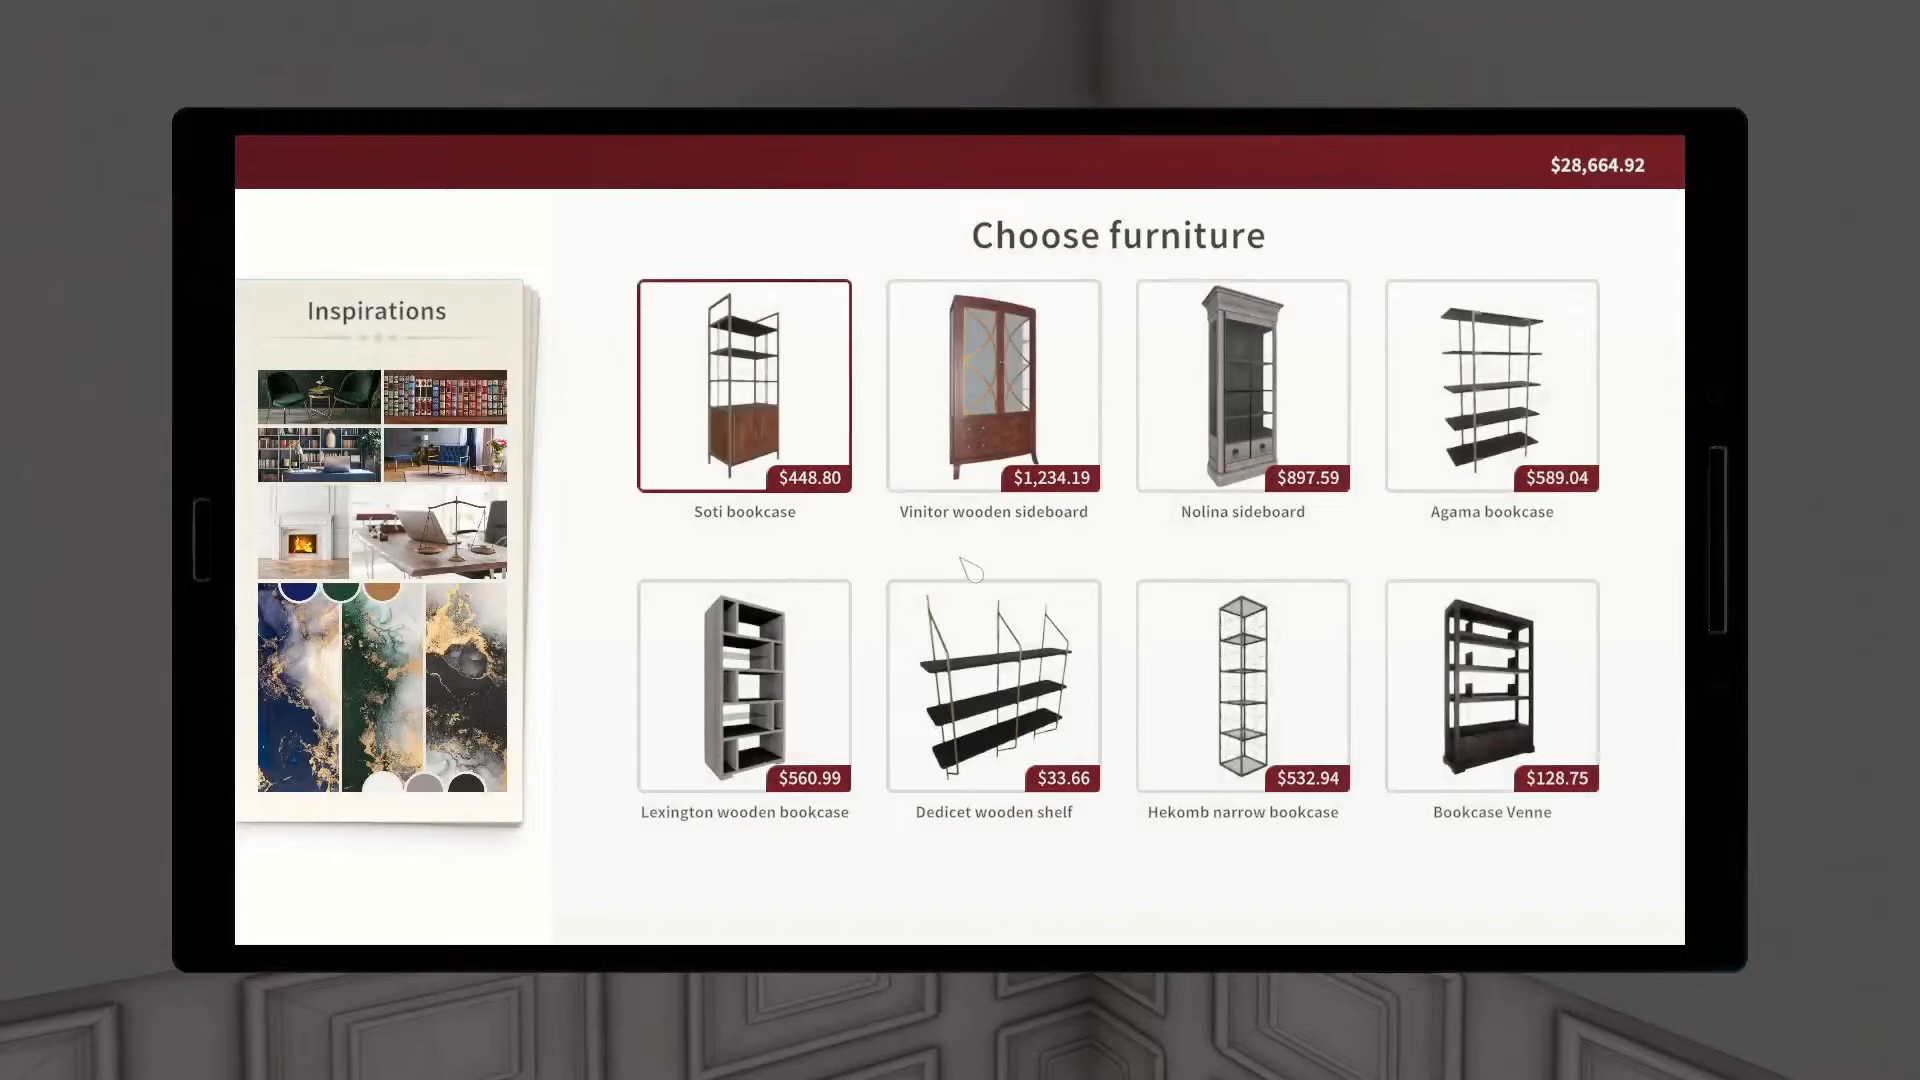 $28,664.92
Choose furniture
Inspirations
$448.80
$1,234.19
$897.59
$589.04
Soti bookcase
Vinitor wooden sideboard
Nolina sideboard
Agama bookcase
$560.99
$33.66
$532.94
$128.75
Lexington wooden bookcase
Dedicet wooden shelf
Hekomb narrow bookcase
Bookcase Venne